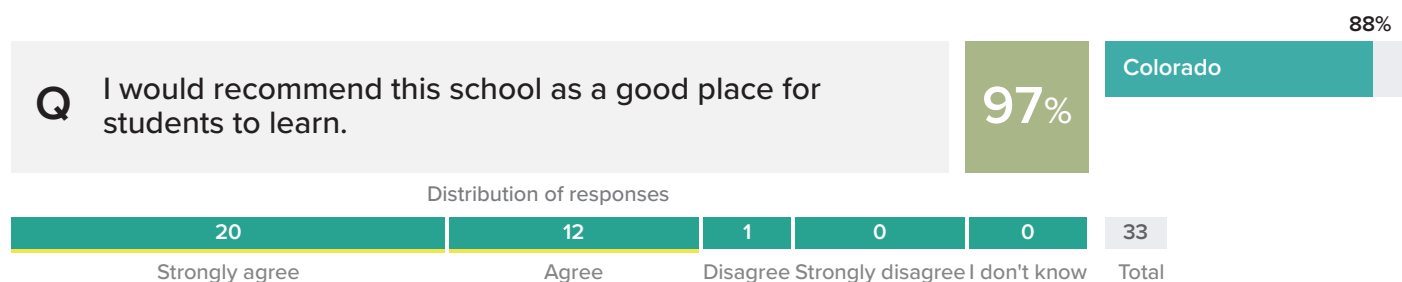 88%
Q I would recommend this school as a good place for
students to learn.
97%
Colorado
Distribution of responses
20 12 1 0 0 33
Strongly agree Agree Disagree Strongly disagree I don't know Total